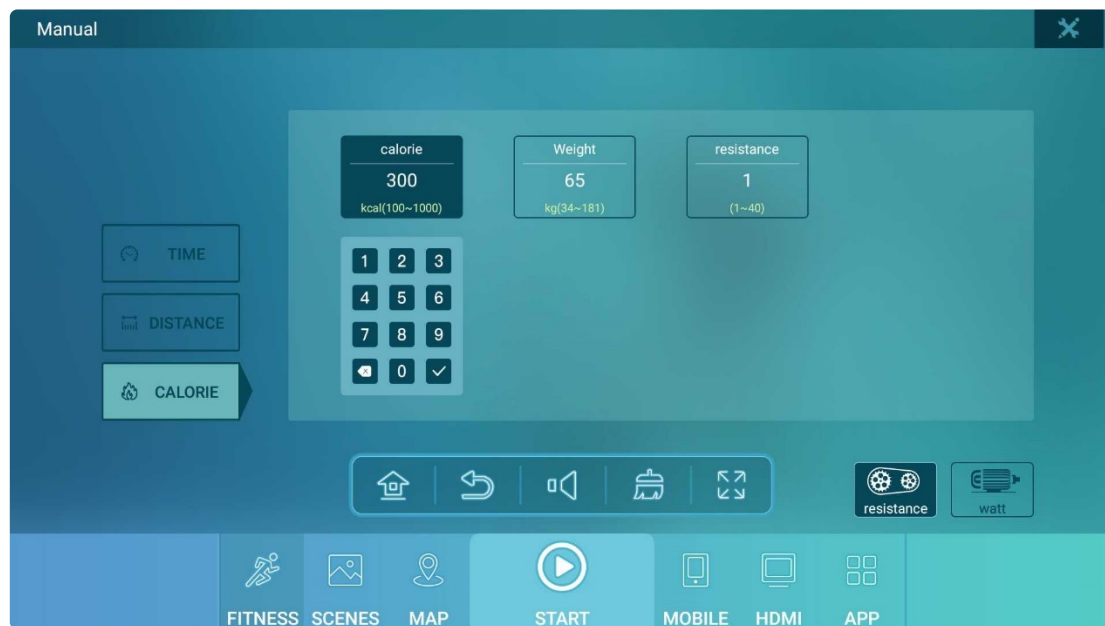 Manual
calorie
300
kcal(100~1000)
Weight
65
kg(34~181)
resistance
1
(1~40)
TIME
DISTANCE
CALORIE
1 2 3
4 5 6
7 8 9
0
resistance
watt
FITNESS SCENES MAP START MOBILE HDMI APP